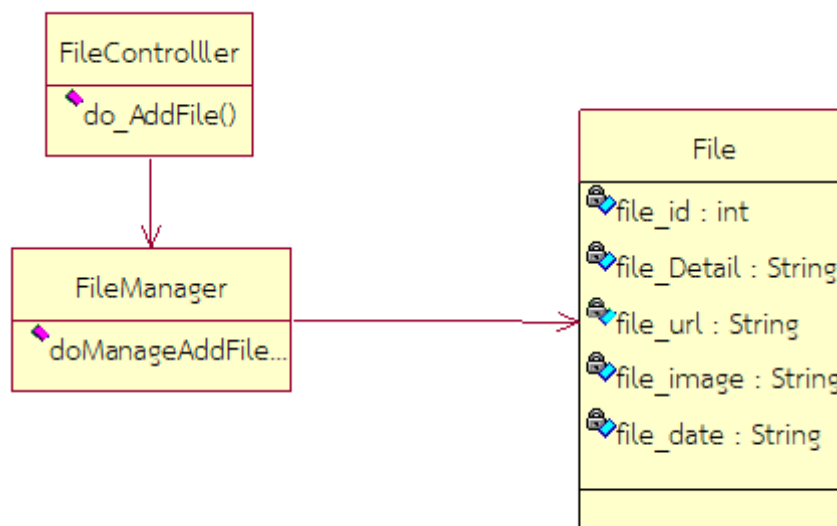 FileControlller
do_AddFile()
FileManager
doManageAddFile...
File
file_id : int
file_Detail : String
file_url : String
file_image : String
file_date : String